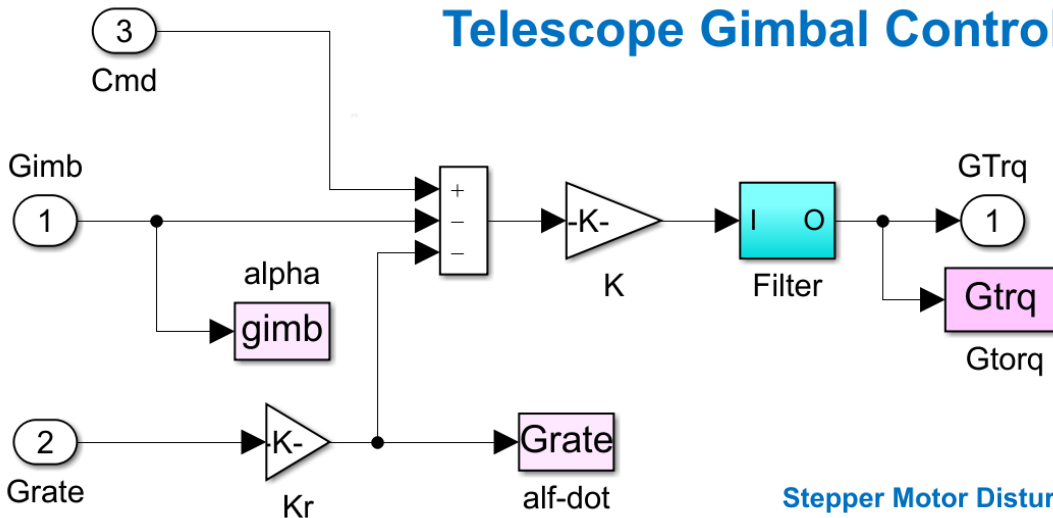 Telescope Gimbal Control
3
Cmd
Gimb
1
+
−
−
-K-
K
I O
Filter
GTrq
1
alpha
gimb
Gtrq
Gtorq
2
Grate
-K-
Kr
Grate
alf-dot
Stepper Motor Distur